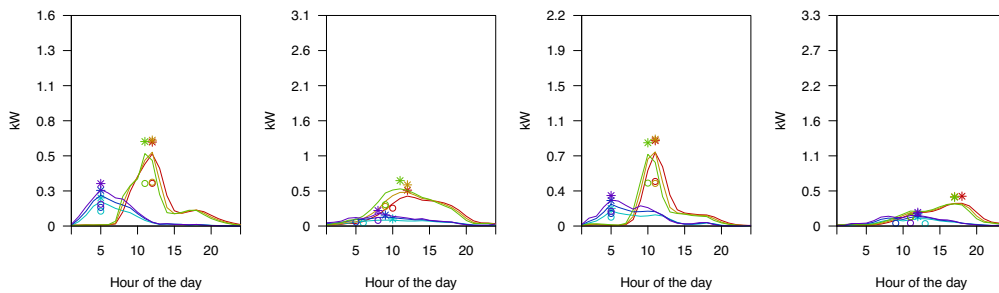 1.6 1.3 1.1 0.8 0.5 0.3 0
kW
5 10 15 20
Hour of the day
3.1 2.6 2.1 1.6 1 0.5 0
kW
5 10 15 20
Hour of the day
2.2 1.9 1.5 1.1 0.7 0.4 0
kW
5 10 15 20
Hour of the day
3.3 2.7 2.2 1.6 1.1 0.5 0
kW
5 10 15 20
Hour of the day